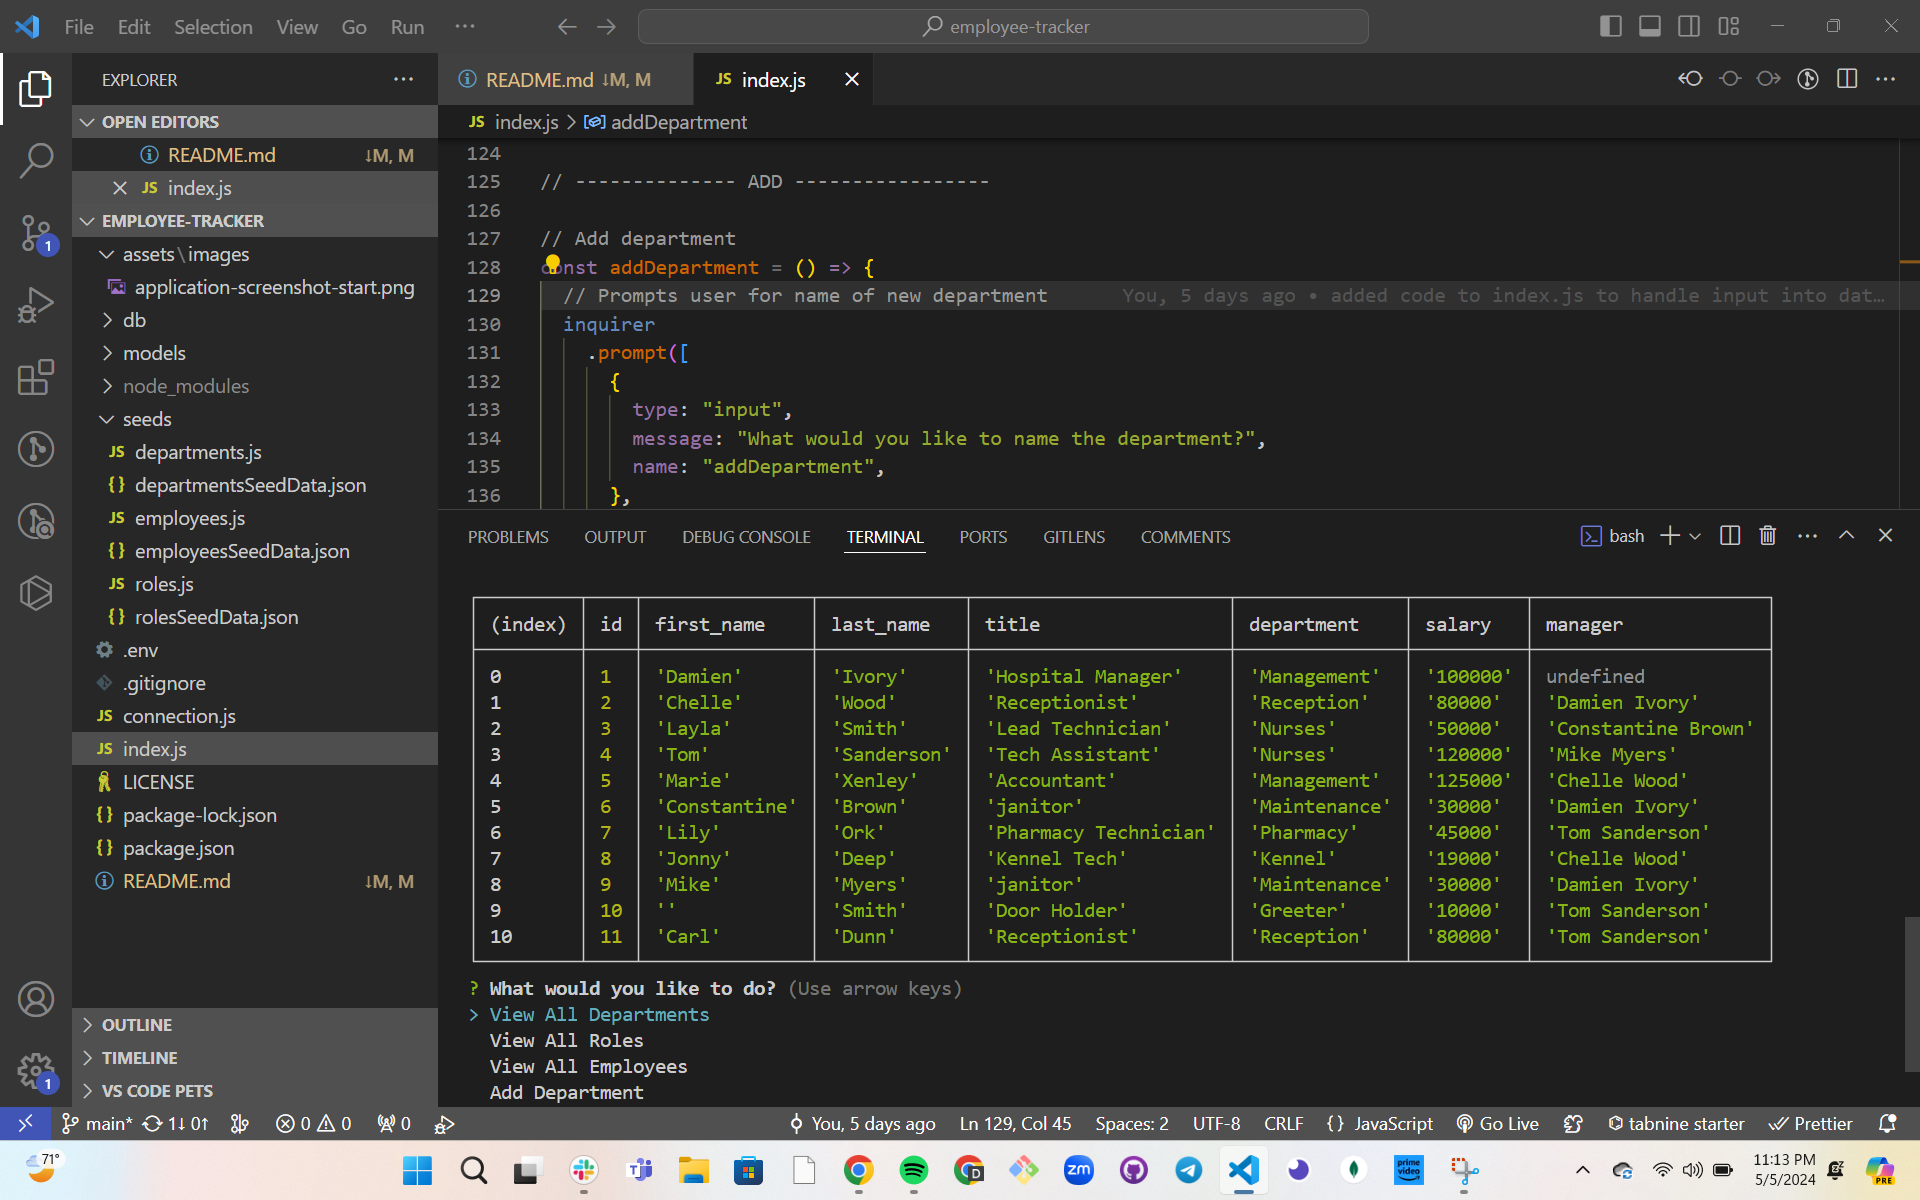 File Edit Selection View Go Run ···
employee-tracker
EXPLORER
OPEN EDITORS
README.md ↓M, M
index.js
EMPLOYEE-TRACKER
assets\images
application-screenshot-start.png
db
models
node_modules
seeds
departments.js
departmentsSeedData.json
employees.js
employeesSeedData.json
roles.js
rolesSeedData.json
.env
.gitignore
connection.js
index.js
LICENSE
package-lock.json
package.json
README.md ↓M, M
OUTLINE
TIMELINE
VS CODE PETS
1
1
README.md ↓M, M
JS index.js
JS index.js > addDepartment
124
125 // -------------- ADD -----------------
126
127 // Add department
128 const addDepartment = () => {
129 // Prompts user for name of new department You, 5 days ago • added code to index.js to handle input into dat…
130 inquirer
131 .prompt([
132 {
133 type: "input",
134 message: "What would you like to name the department?",
135 name: "addDepartment",
136 },
PROBLEMS OUTPUT DEBUG CONSOLE TERMINAL PORTS GITLENS COMMENTS
bash
(index) id first_name last_name title department salary manager
0 1 'Damien' 'Ivory' 'Hospital Manager' 'Management' '100000' undefined
1 2 'Chelle' 'Wood' 'Receptionist' 'Reception' '80000' 'Damien Ivory'
2 3 'Layla' 'Smith' 'Lead Technician' 'Nurses' '50000' 'Constantine Brown'
3 4 'Tom' 'Sanderson' 'Tech Assistant' 'Nurses' '120000' 'Mike Myers'
4 5 'Marie' 'Xenley' 'Accountant' 'Management' '125000' 'Chelle Wood'
5 6 'Constantine' 'Brown' 'janitor' 'Maintenance' '30000' 'Damien Ivory'
6 7 'Lily' 'Ork' 'Pharmacy Technician' 'Pharmacy' '45000' 'Tom Sanderson'
7 8 'Jonny' 'Deep' 'Kennel Tech' 'Kennel' '19000' 'Chelle Wood'
8 9 'Mike' 'Myers' 'janitor' 'Maintenance' '30000' 'Damien Ivory'
9 10 '' 'Smith' 'Door Holder' 'Greeter' '10000' 'Tom Sanderson'
10 11 'Carl' 'Dunn' 'Receptionist' 'Reception' '80000' 'Tom Sanderson'
? What would you like to do? (Use arrow keys)
> View All Departments
View All Roles
View All Employees
Add Department
main* 1↓ 0↑ 0 0 0 You, 5 days ago Ln 129, Col 45 Spaces: 2 UTF-8 CRLF {} JavaScript Go Live tabnine starter Prettier
71°
zm
prime video
11:13 PM
5/5/2024
PRE